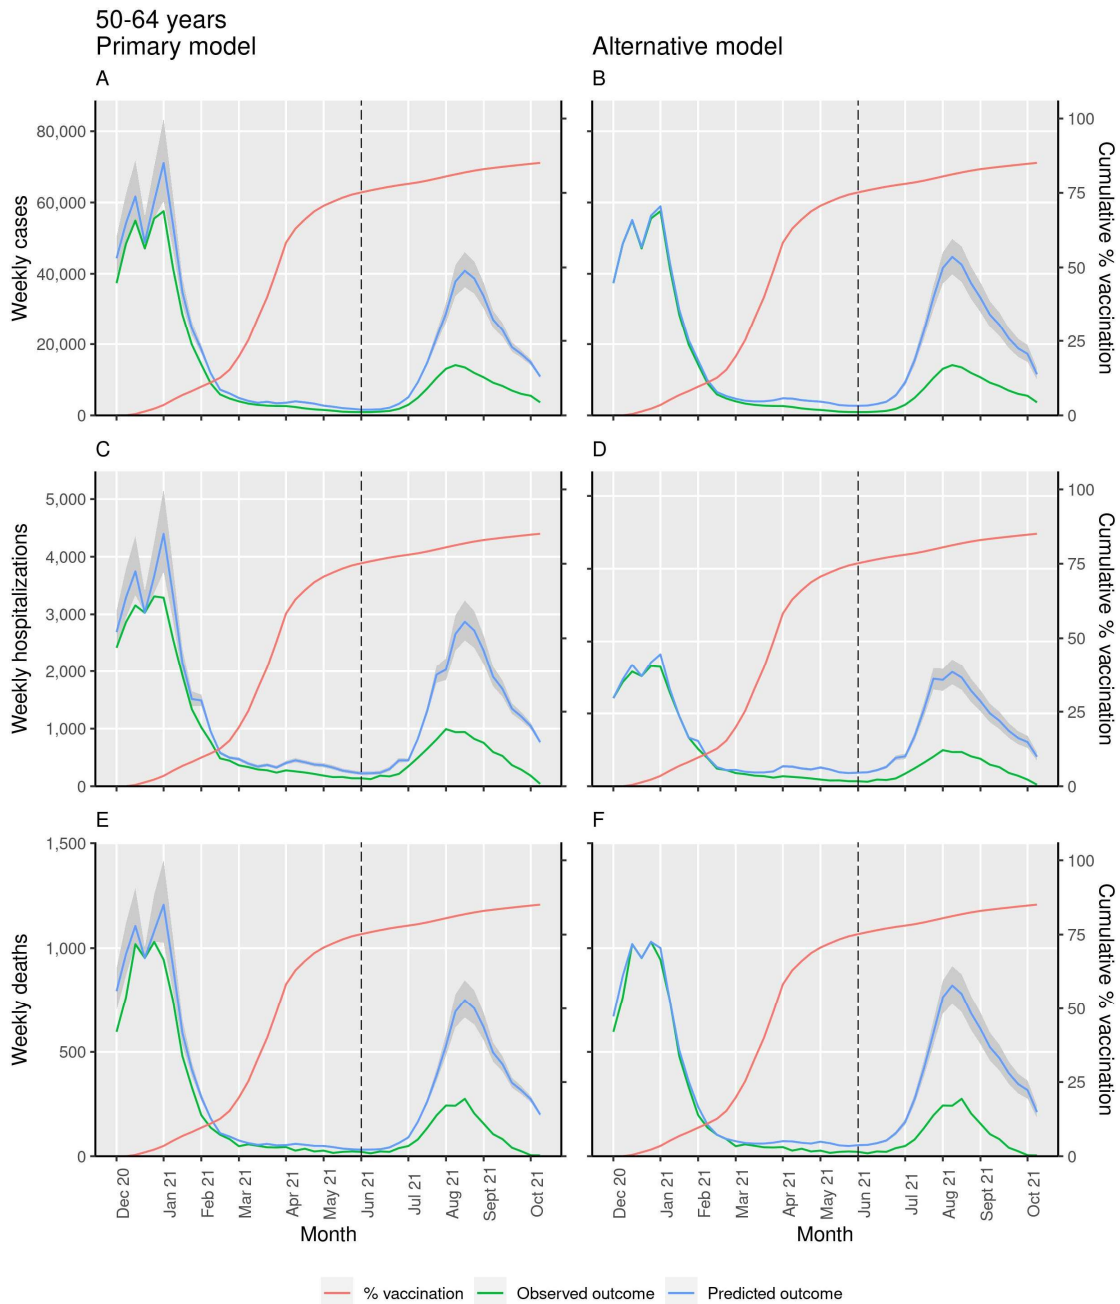 50-64 years
Primary model
Alternative model
A
B
80,000
60,000
40,000
20,000
0
Weekly cases
100
75
50
25
0
Cumulative % vaccination
C
D
5,000
4,000
3,000
2,000
1,000
0
Weekly hospitalizations
100
75
50
25
0
Cumulative % vaccination
E
F
1,500
1,000
500
0
Weekly deaths
100
75
50
25
0
Cumulative % vaccination
Dec 20
Jan 21
Feb 21
Mar 21
Apr 21
May 21
Jun 21
Jul 21
Aug 21
Sept 21
Oct 21
Month
Dec 20
Jan 21
Feb 21
Mar 21
Apr 21
May 21
Jun 21
Jul 21
Aug 21
Sept 21
Oct 21
Month
% vaccination
Observed outcome
Predicted outcome